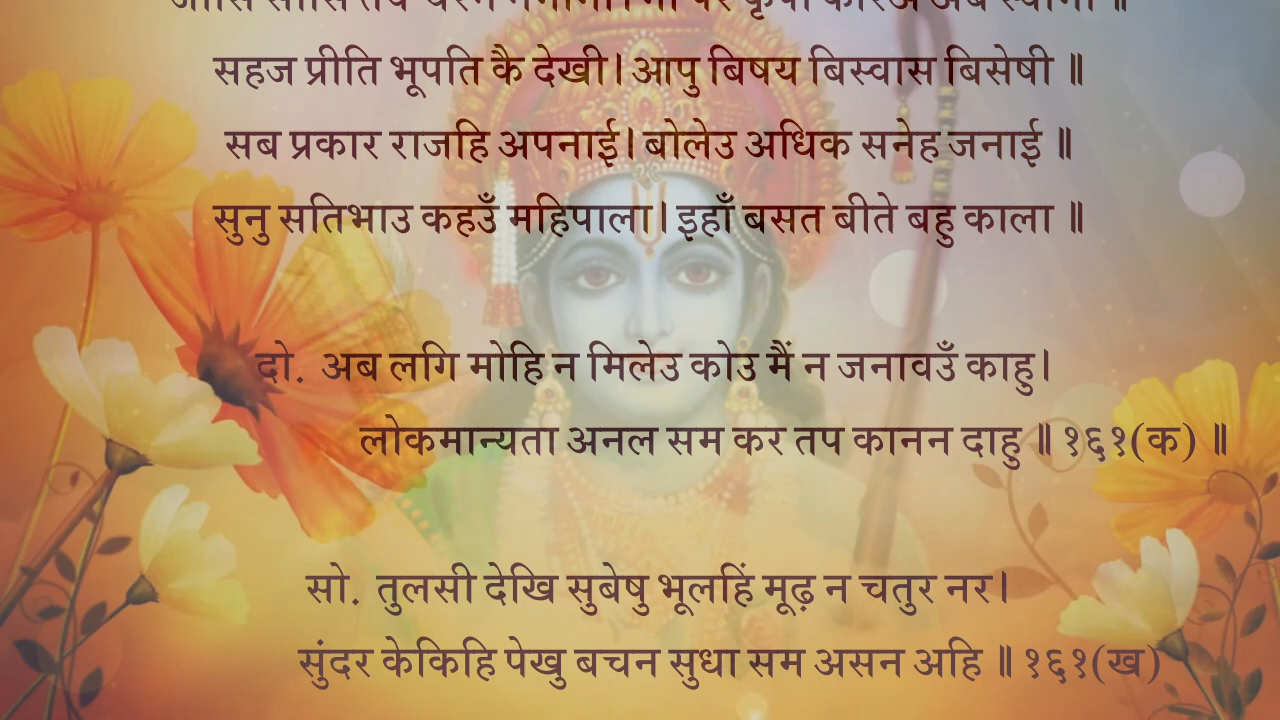 सहज प्रीति भूपति कै देखी। आपु बिषय बिस्वास बिसेषी ॥
सब प्रकार राजहि अपनाई। बोलेउ अधिक सनेह जनाई ॥
सुनु सतिभाउ कहउँ महिपाला। इहाँ बसत बीते बहु काला ॥
दो. अब लगि मोहि न मिलेउ कोउ मैं न जनावउँ काहु।
लोकमान्यता अनल सम कर तप कानन दाहु ॥ १६१(क) ॥
सो. तुलसी देखि सुबेषु भूलहिं मूढ़ न चतुर नर।
सुंदर केकिहि पेखु बचन सुधा सम असन अहि ॥ १६१(ख)